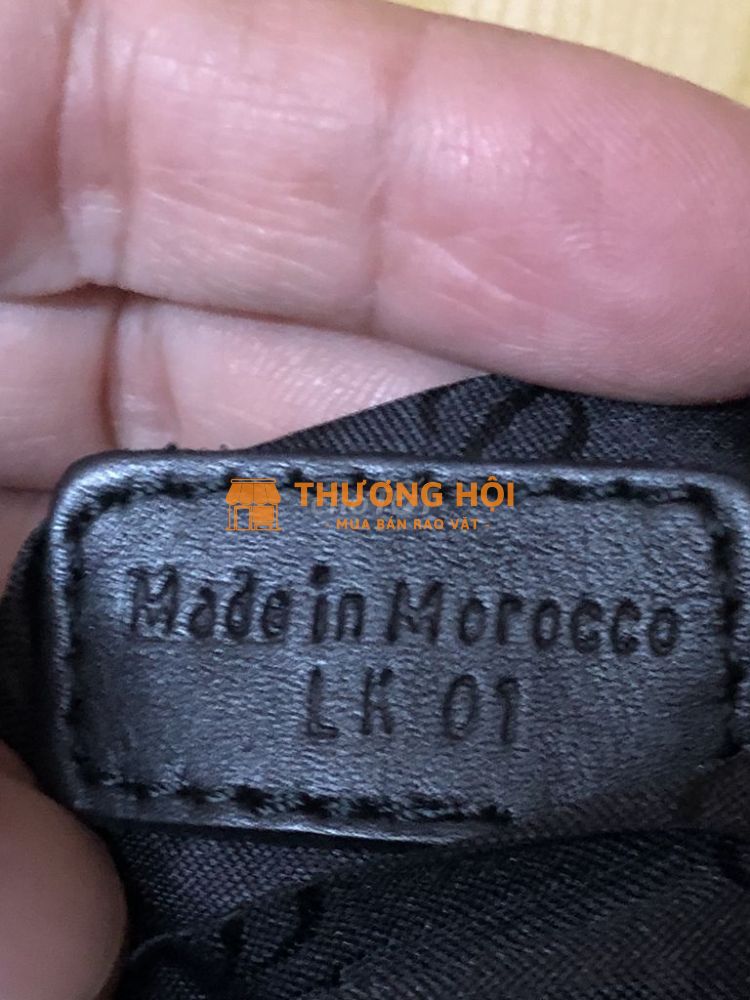 THƯƠNG HỘI
- MUA BÁN RAO VẶT -
Made in Morocco
LK 01